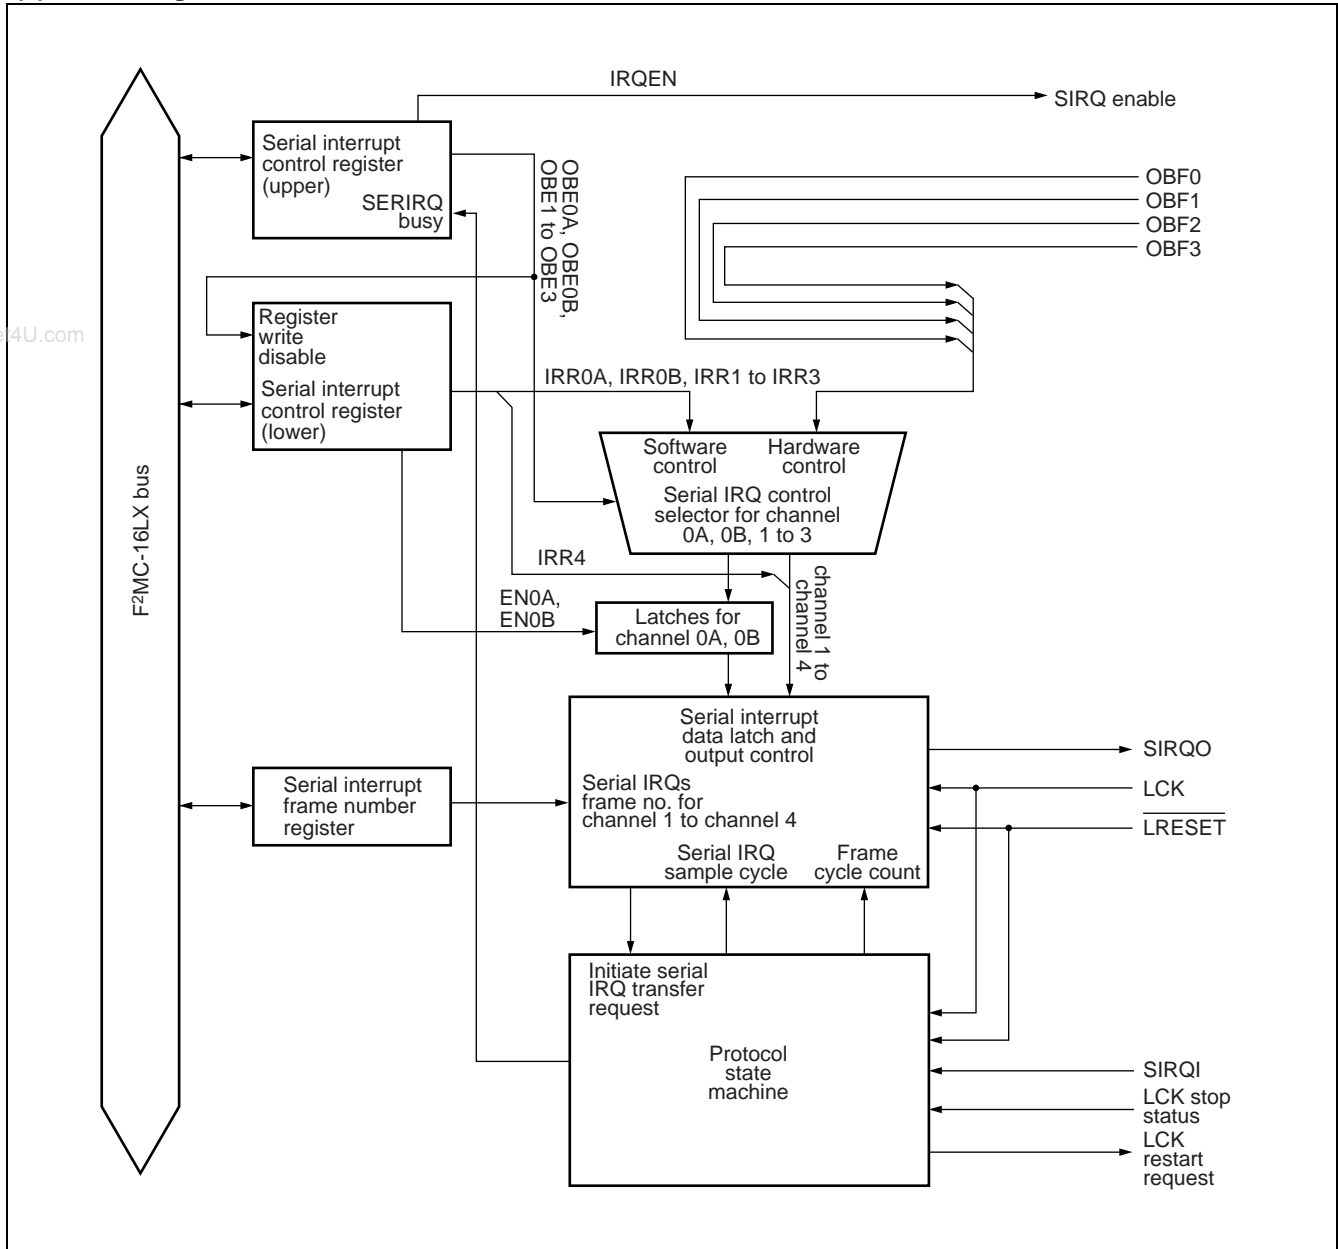 IRQEN
SIRQ enable
Serial interrupt
control register
(upper)
SERIRQ
busy
OBE0A, OBE0B,
OBE1 to OBE3
OBF0
OBF1
OBF2
OBF3
et4U.com
Register
write
disable
Serial interrupt
control register
(lower)
IRR0A, IRR0B, IRR1 to IRR3
Software
control
Hardware
control
Serial IRQ control
selector for channel
0A, 0B, 1 to 3
F²MC-16LX bus
IRR4
channel 1 to
channel 4
EN0A,
EN0B
Latches for
channel 0A, 0B
Serial interrupt
data latch and
output control
SIRQO
Serial interrupt
frame number
register
Serial IRQs
frame no. for
channel 1 to channel 4
LCK
LRESET
Serial IRQ
sample cycle
Frame
cycle count
Initiate serial
IRQ transfer
request
Protocol
state
machine
SIRQI
LCK stop
status
LCK
restart
request